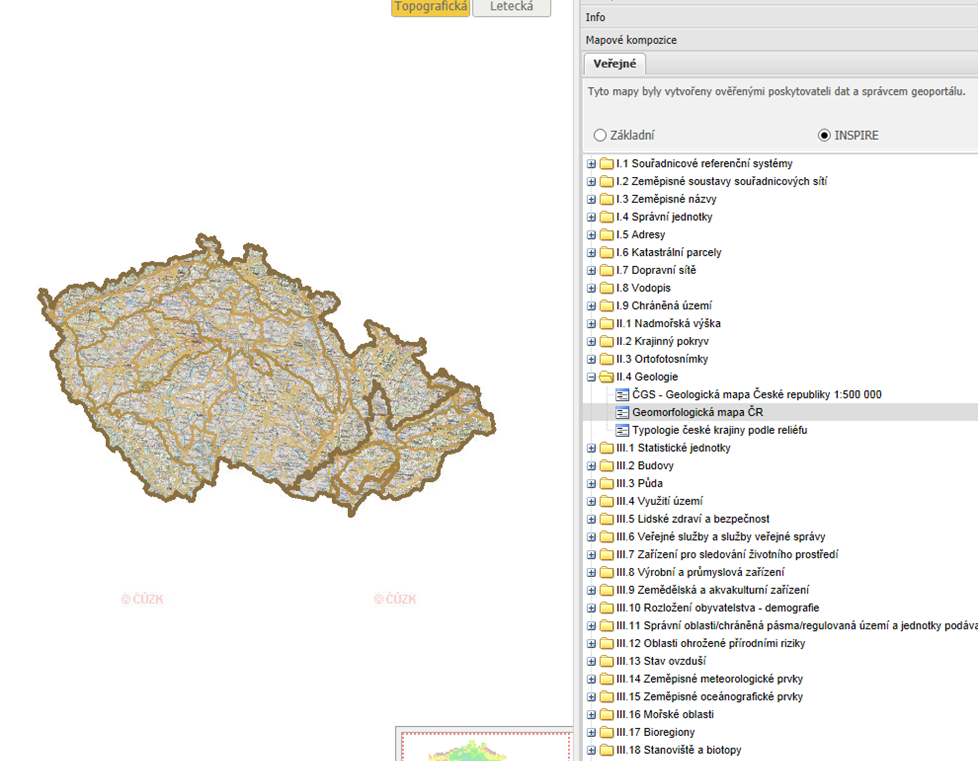 Topografická
Letecká
Info
Mapové kompozice
Veřejné
Tyto mapy byly vytvořeny ověřenými poskytovateli dat a správcem geoportálu.
Základní
INSPIRE
I.1 Souřadnicové referenční systémy
I.2 Zeměpisné soustavy souřadnicových sítí
I.3 Zeměpisné názvy
I.4 Správní jednotky
I.5 Adresy
I.6 Katastrální parcely
I.7 Dopravní sítě
I.8 Vodopis
I.9 Chráněná území
II.1 Nadmořská výška
II.2 Krajinný pokryv
II.3 Ortofotosnímky
II.4 Geologie
ČGS - Geologická mapa České republiky 1:500 000
Geomorfologická mapa ČR
Typologie české krajiny podle reliéfu
III.1 Statistické jednotky
III.2 Budovy
III.3 Půda
III.4 Využití území
III.5 Lidské zdraví a bezpečnost
III.6 Veřejné služby a služby veřejné správy
III.7 Zařízení pro sledování životního prostředí
III.8 Výrobní a průmyslová zařízení
III.9 Zemědělská a akvakulturní zařízení
III.10 Rozložení obyvatelstva - demografie
III.11 Správní oblasti/chráněná pásma/regulovaná území a jednotky podáva
III.12 Oblasti ohrožené přírodními riziky
III.13 Stav ovzduší
III.14 Zeměpisné meteorologické prvky
III.15 Zeměpisné oceánografické prvky
III.16 Mořské oblasti
III.17 Bioregiony
III.18 Stanoviště a biotopy
© ČÚZK
© ČÚZK